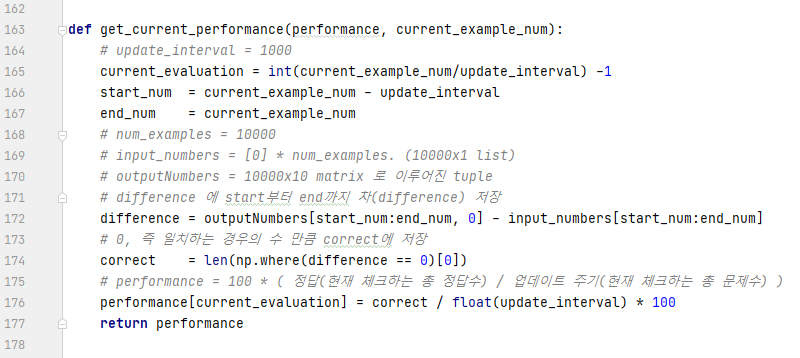 162
163 def get_current_performance(performance, current_example_num):
164 # update_interval = 1000
165 current_evaluation = int(current_example_num/update_interval) -1
166 start_num  = current_example_num - update_interval
167 end_num    = current_example_num
168 # num_examples = 10000
169 # input_numbers = [0] * num_examples. (10000x1 list)
170 # outputNumbers = 10000x10 matrix 로 이루어진 tuple
171 # difference 에 start부터 end까지 차(difference) 저장
172 difference = outputNumbers[start_num:end_num, 0] - input_numbers[start_num:end_num]
173 # 0, 즉 일치하는 경우의 수 만큼 correct에 저장
174 correct    = len(np.where(difference == 0)[0])
175 # performance = 100 * ( 정답(현재 체크하는 총 정답수) / 업데이트 주기(현재 체크하는 총 문제수) )
176 performance[current_evaluation] = correct / float(update_interval) * 100
177 return performance
178